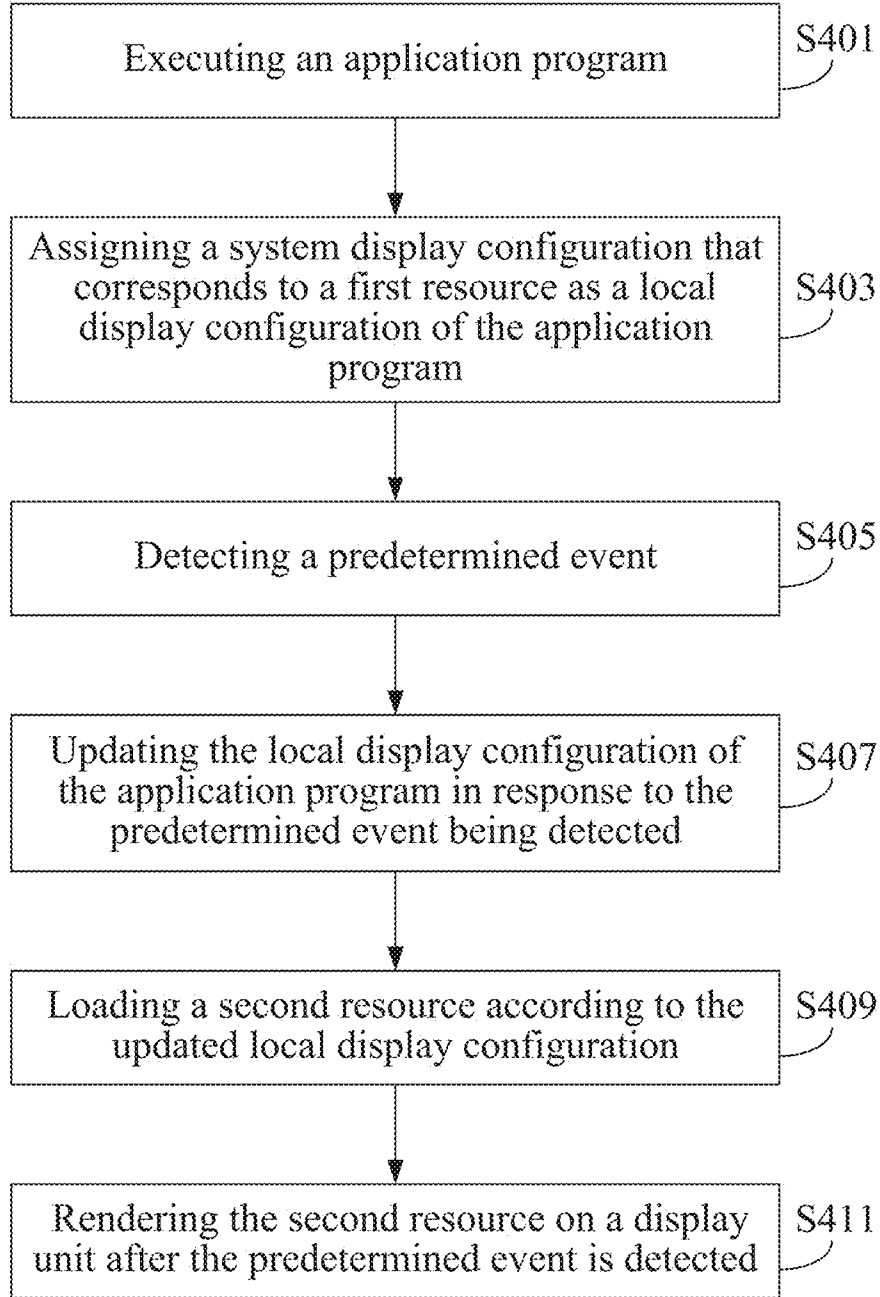 Executing an application program
S401
Assigning a system display configuration that
corresponds to a first resource as a local
display configuration of the application
program
S403
Detecting a predetermined event
S405
Updating the local display configuration of
the application program in response to the
predetermined event being detected
S407
Loading a second resource according to the
updated local display configuration
S409
Rendering the second resource on a display
unit after the predetermined event is detected
S411